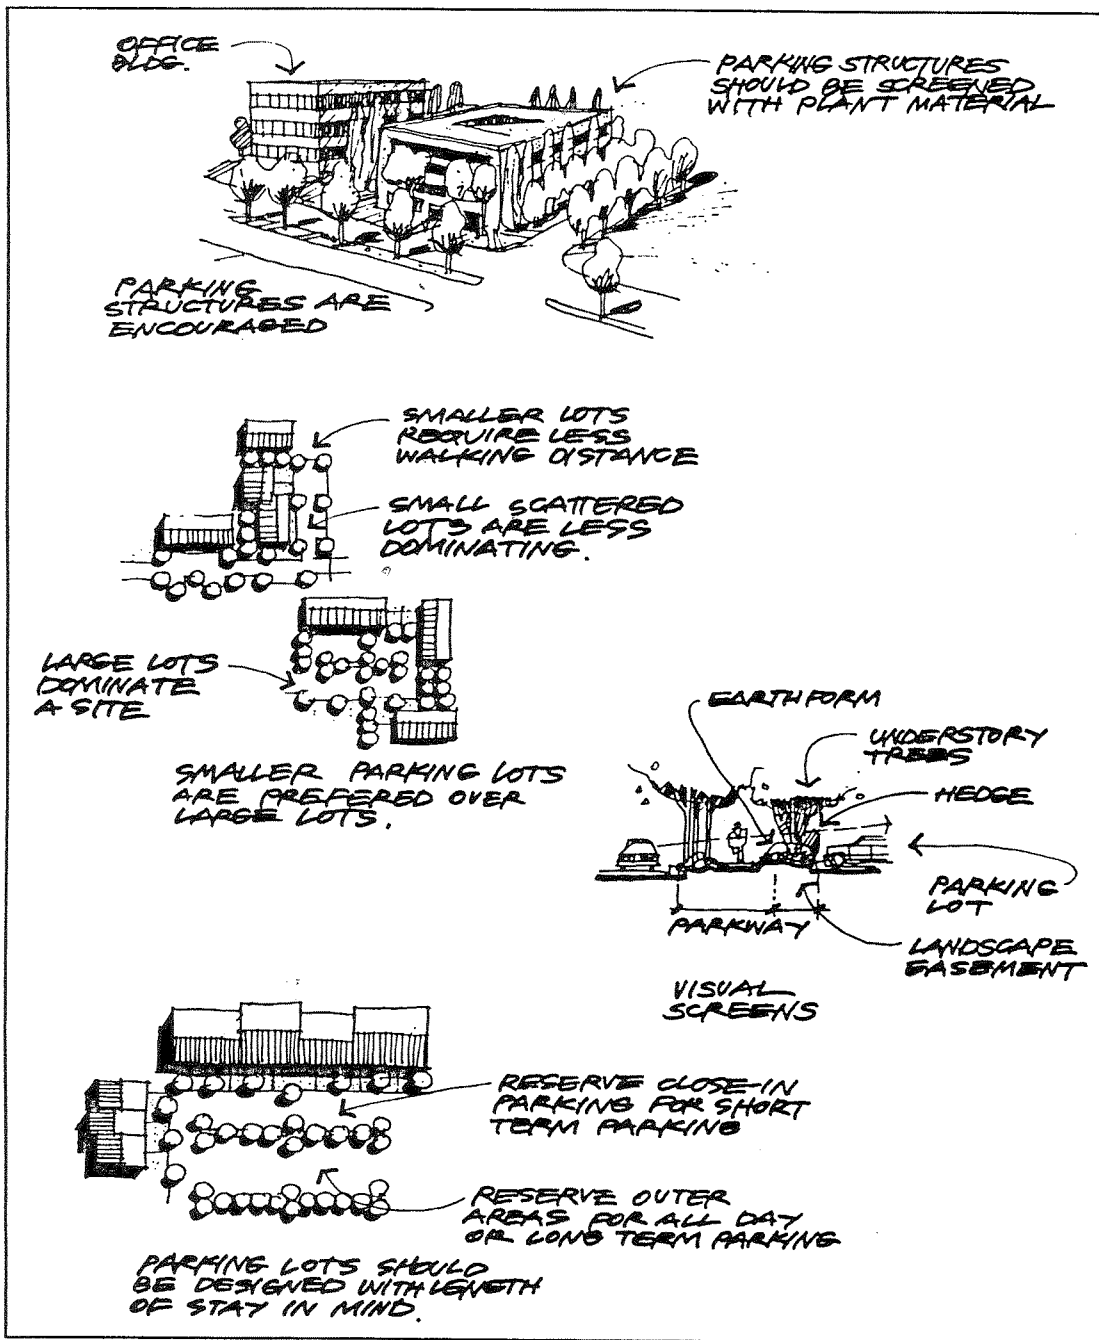 OFFICE
BLDG.
PARKING STRUCTURES
SHOULD BE SCREENED
WITH PLANT MATERIAL
PARKING
STRUCTURES ARE
ENCOURAGED
SMALLER LOTS
REQUIRE LESS
WALKING DISTANCE
SMALL SCATTERED
LOTS ARE LESS
DOMINATING.
LARGE LOTS
DOMINATE
A SITE
SMALLER PARKING LOTS
ARE PREFERED OVER
LARGE LOTS.
EARTHFORM
UNDERSTORY
TREES
HEDGE
PARKING
LOT
PARKWAY
LANDSCAPE
EASEMENT
VISUAL
SCREENS
RESERVE CLOSE-IN
PARKING FOR SHORT
TERM PARKING
RESERVE OUTER
AREAS FOR ALL DAY
OR LONG TERM PARKING
PARKING LOTS SHOULD
BE DESIGNED WITH LENGTH
OF STAY IN MIND.